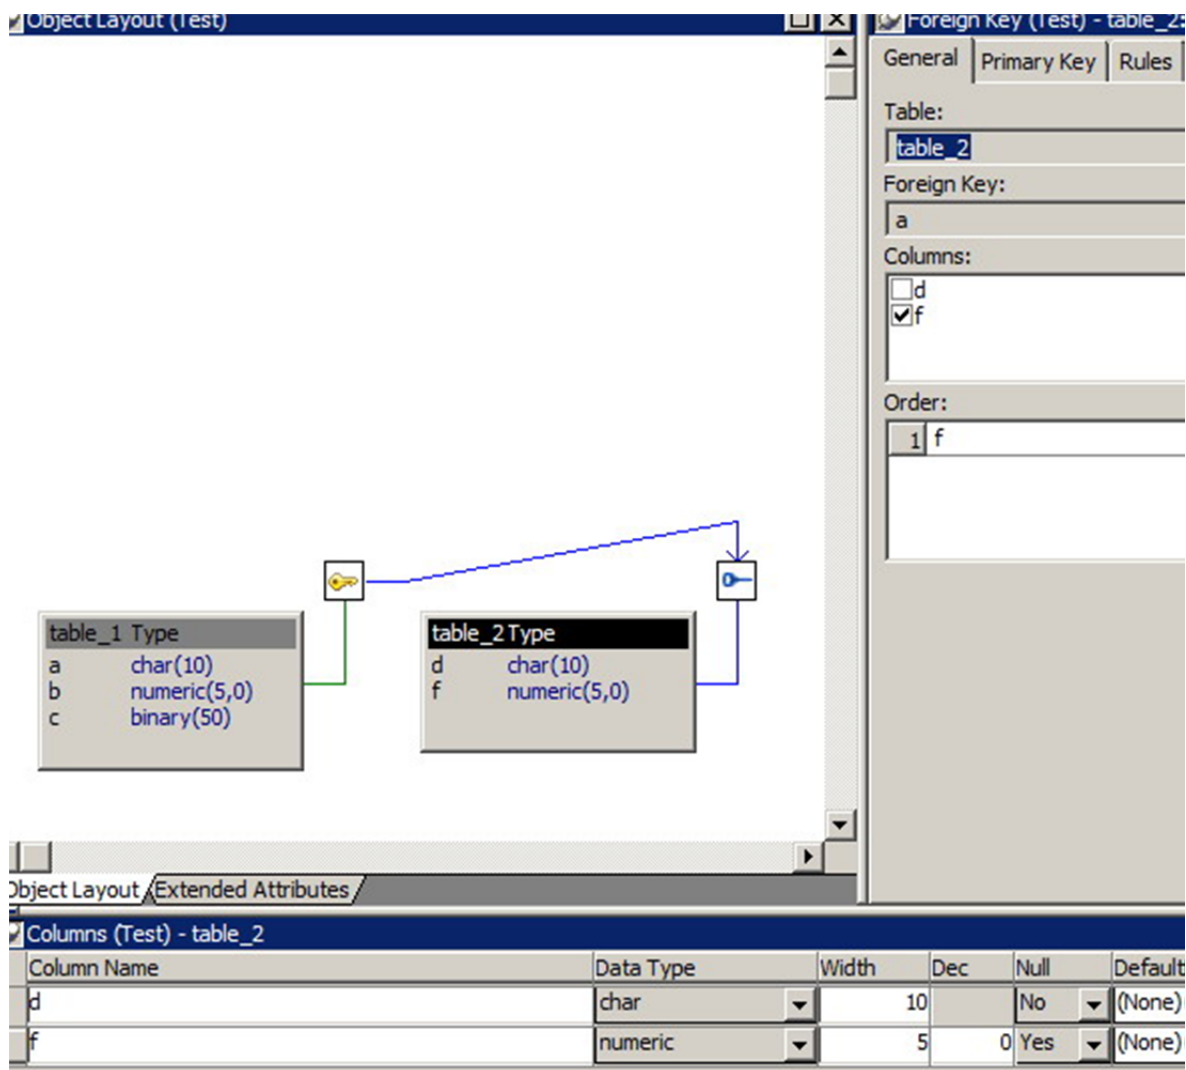 Object Layout (Test)
Foreign Key (Test) - table_2:
General Primary Key Rules
Table:
table_2
Foreign Key:
a
Columns:
d
f
Order:
1 f
table_1 Type
a char(10)
b numeric(5,0)
c binary(50)
table_2 Type
d char(10)
f numeric(5,0)
Object Layout Extended Attributes
Columns (Test) - table_2
Column Name Data Type Width Dec Null Default
d char 10 No (None)
f numeric 5 0 Yes (None)